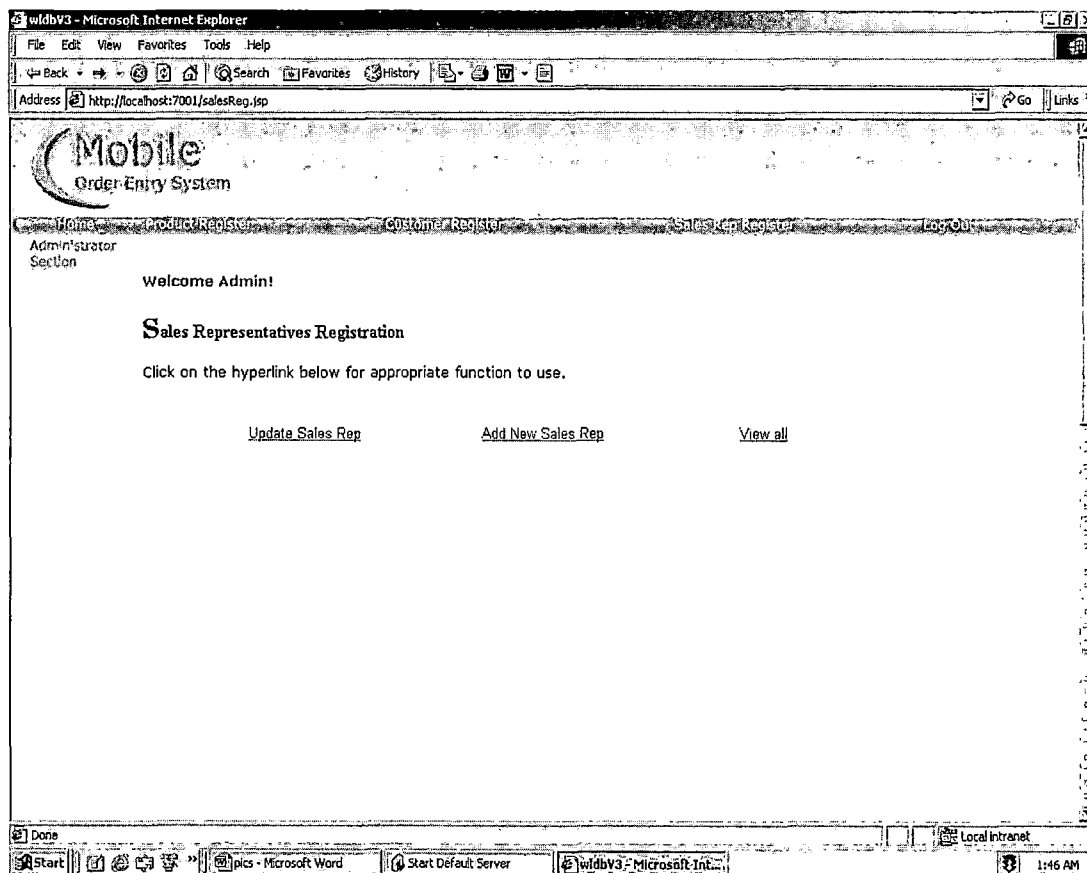 wldbV3 - Microsoft Internet Explorer
File Edit View Favorites Tools Help
Back Search Favorites History
Address http://localhost:7001/salesReg.jsp Go Links
Mobile
Order Entry System
Home Product Register Customer Register Sales Rep Register Log Out
Administrator
Section
Welcome Admin!
Sales Representatives Registration
Click on the hyperlink below for appropriate function to use.
Update Sales Rep Add New Sales Rep View all
Done Local intranet
Start pics - Microsoft Word Start Default Server wldbV3 - Microsoft Int... 1:46 AM